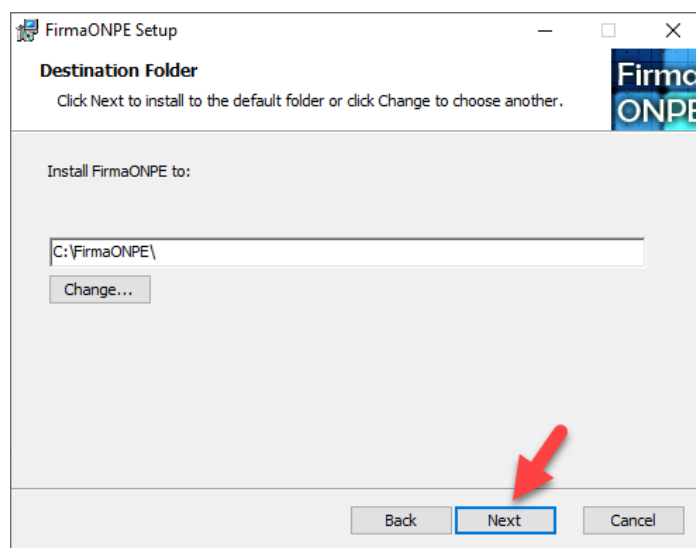 FirmaONPE Setup
Destination Folder
Click Next to install to the default folder or click Change to choose another.
Firma
ONPE
Install FirmaONPE to:
C:\FirmaONPE\
Change...
Back
Next
Cancel